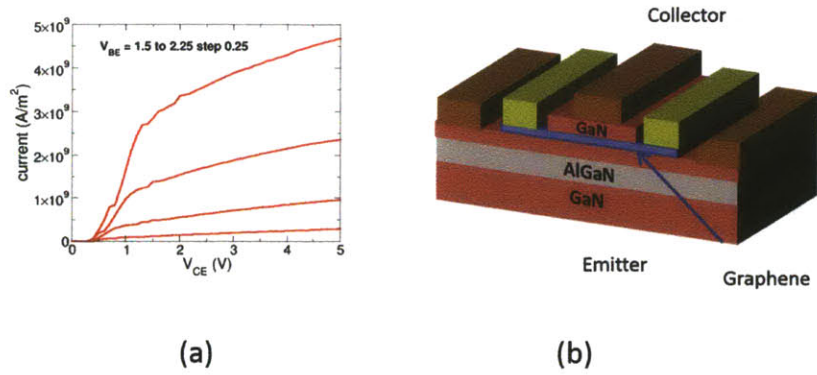 5×10⁹
4×10⁹
3×10⁹
2×10⁹
1×10⁹
0
current (A/m²)
V_BE = 1.5 to 2.25 step 0.25
0 1 2 3 4 5
V_CE (V)
(a)
Collector
GaN
AlGaN
GaN
Emitter
Graphene
(b)